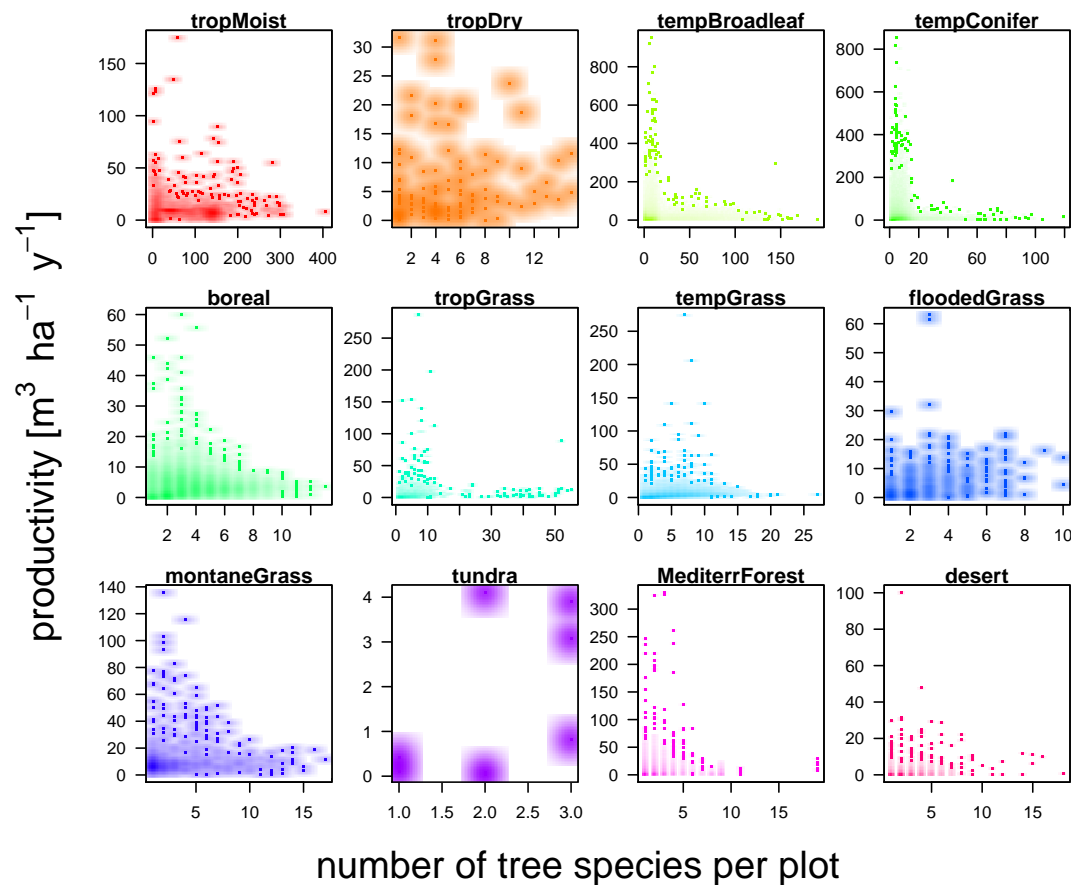 tropMoist tropDry tempBroadleaf tempConifer
150 100 50 0
0 100 200 300 400
30 25 20 15 10 5 0
2 4 6 8 12
800 600 400 200 0
0 50 100 150
800 600 400 200 0
0 20 60 100
boreal tropGrass tempGrass floodedGrass
60 50 40 30 20 10 0
2 4 6 8 10
250 200 150 100 50 0
0 10 30 50
250 200 150 100 50 0
0 5 10 15 20 25
60 50 40 30 20 10 0
2 4 6 8 10
montaneGrass tundra MediterrForest desert
140 120 100 80 60 40 20 0
5 10 15
4 3 2 1 0
1.0 1.5 2.0 2.5 3.0
300 250 200 150 100 50 0
5 10 15
100 80 60 40 20 0
5 10 15
productivity [m³ ha⁻¹ y⁻¹]
number of tree species per plot